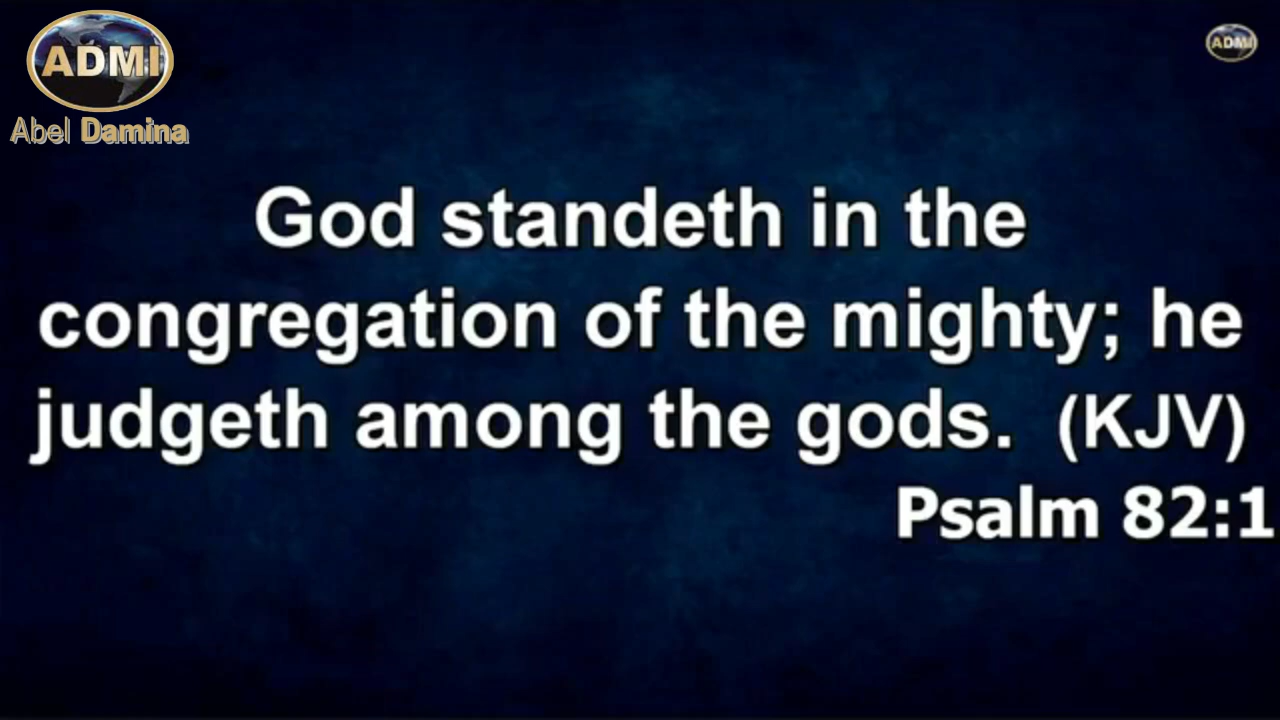 ADMI
Abel Damina
ADMI
God standeth in the
congregation of the mighty; he
judgeth among the gods. (KJV)
Psalm 82:1